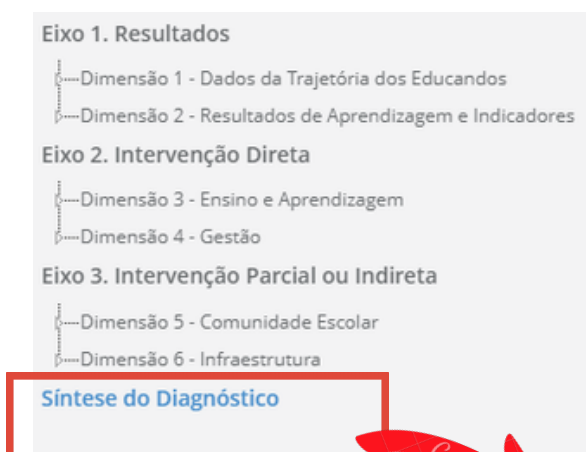 Eixo 1. Resultados
Dimensão 1 - Dados da Trajetória dos Educandos
Dimensão 2 - Resultados de Aprendizagem e Indicadores
Eixo 2. Intervenção Direta
Dimensão 3 - Ensino e Aprendizagem
Dimensão 4 - Gestão
Eixo 3. Intervenção Parcial ou Indireta
Dimensão 5 - Comunidade Escolar
Dimensão 6 - Infraestrutura
Síntese do Diagnóstico